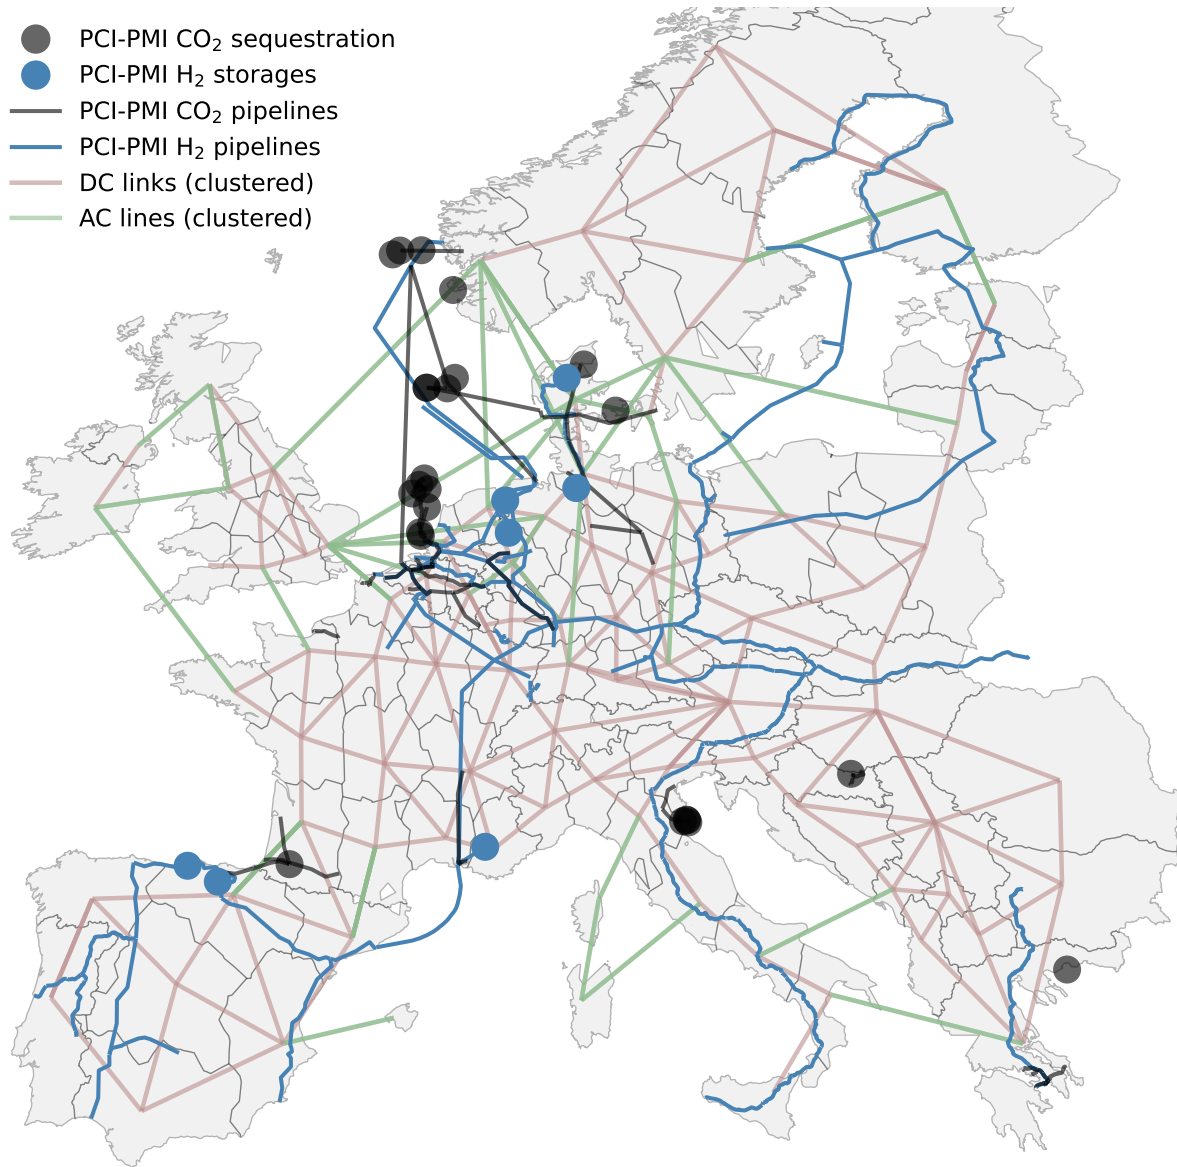 PCI-PMI CO₂ sequestration
PCI-PMI H₂ storages
PCI-PMI CO₂ pipelines
PCI-PMI H₂ pipelines
DC links (clustered)
AC lines (clustered)